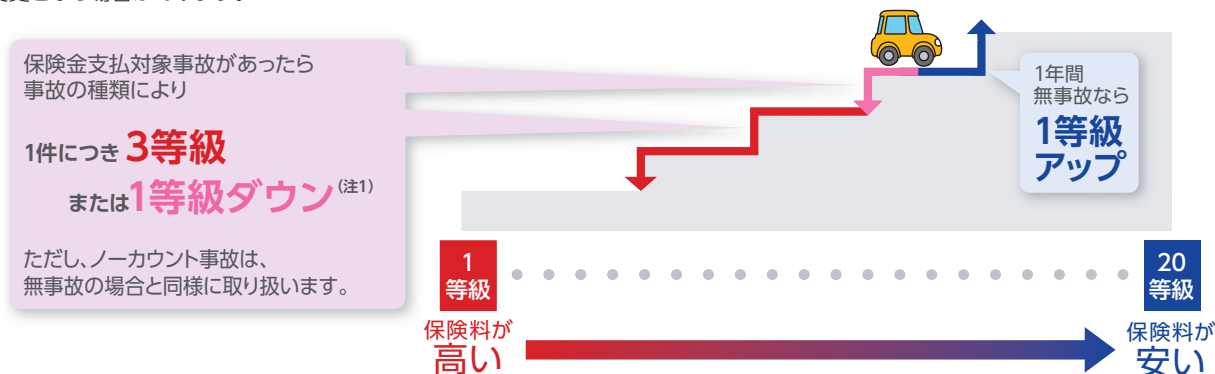 保険金支払対象事故があったら
事故の種類により
1件につき 3等級
または1等級ダウン(注1)
ただし、ノーカウント事故は、
無事故の場合と同様に取り扱います。
1年間
無事故なら
1等級
アップ
1
等級
20
等級
保険料が
高い
保険料が
安い